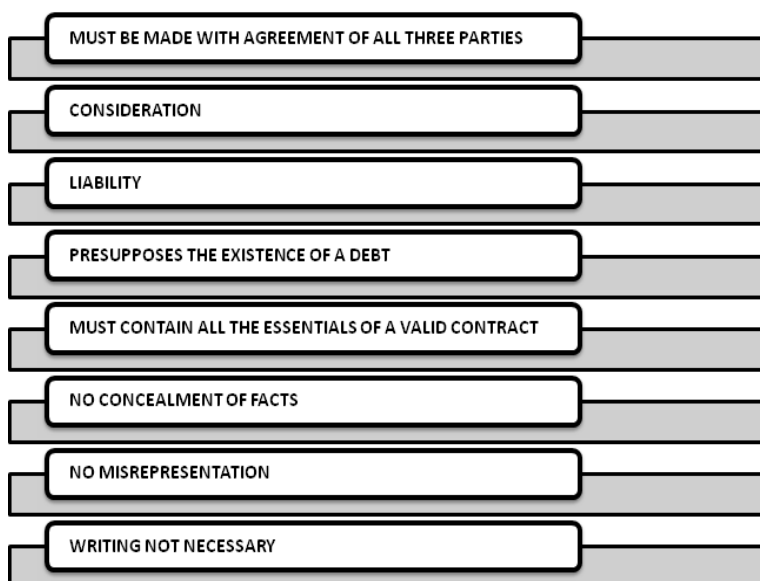 MUST BE MADE WITH AGREEMENT OF ALL THREE PARTIES
CONSIDERATION
LIABILITY
PRESUPPOSES THE EXISTENCE OF A DEBT
MUST CONTAIN ALL THE ESSENTIALS OF A VALID CONTRACT
NO CONCEALMENT OF FACTS
NO MISREPRESENTATION
WRITING NOT NECESSARY